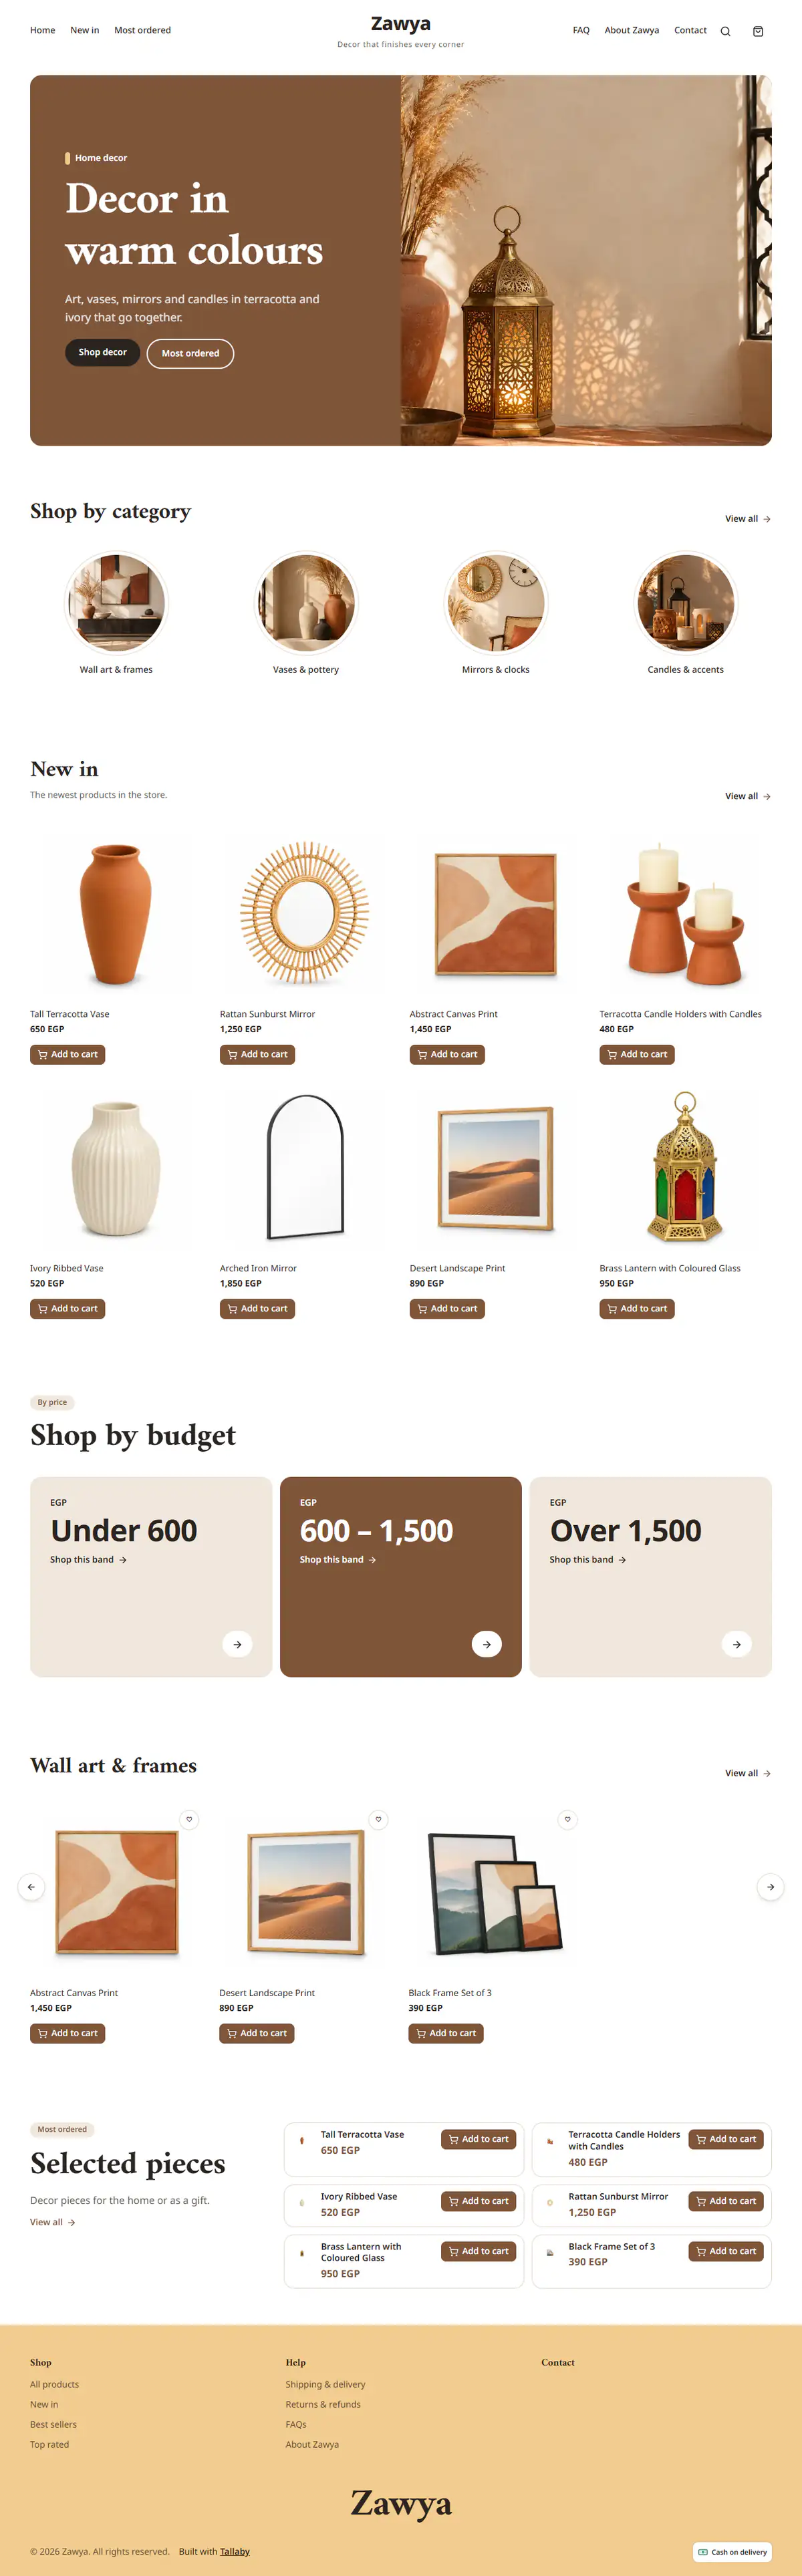 Home New in Most ordered
Zawya
Decor that finishes every corner
FAQ About Zawya Contact
Home decor
Decor in
warm colours
Art, vases, mirrors and candles in terracotta and
ivory that go together.
Shop decor Most ordered
Shop by category
View all
Wall art & frames
Vases & pottery
Mirrors & clocks
Candles & accents
New in
The newest products in the store.
View all
Tall Terracotta Vase
650 EGP
Add to cart
Rattan Sunburst Mirror
1,250 EGP
Add to cart
Abstract Canvas Print
1,450 EGP
Add to cart
Terracotta Candle Holders with Candles
480 EGP
Add to cart
Ivory Ribbed Vase
520 EGP
Add to cart
Arched Iron Mirror
1,850 EGP
Add to cart
Desert Landscape Print
890 EGP
Add to cart
Brass Lantern with Coloured Glass
950 EGP
Add to cart
By price
Shop by budget
EGP
Under 600
Shop this band
EGP
600 – 1,500
Shop this band
EGP
Over 1,500
Shop this band
Wall art & frames
View all
Abstract Canvas Print
1,450 EGP
Add to cart
Desert Landscape Print
890 EGP
Add to cart
Black Frame Set of 3
390 EGP
Add to cart
Most ordered
Selected pieces
Decor pieces for the home or as a gift.
View all
Tall Terracotta Vase
650 EGP
Add to cart
Terracotta Candle Holders
with Candles
480 EGP
Add to cart
Ivory Ribbed Vase
520 EGP
Add to cart
Rattan Sunburst Mirror
1,250 EGP
Add to cart
Brass Lantern with
Coloured Glass
950 EGP
Add to cart
Black Frame Set of 3
390 EGP
Add to cart
Shop
All products
New in
Best sellers
Top rated
Help
Shipping & delivery
Returns & refunds
FAQs
About Zawya
Contact
Zawya
© 2026 Zawya. All rights reserved. Built with Tallaby
Cash on delivery